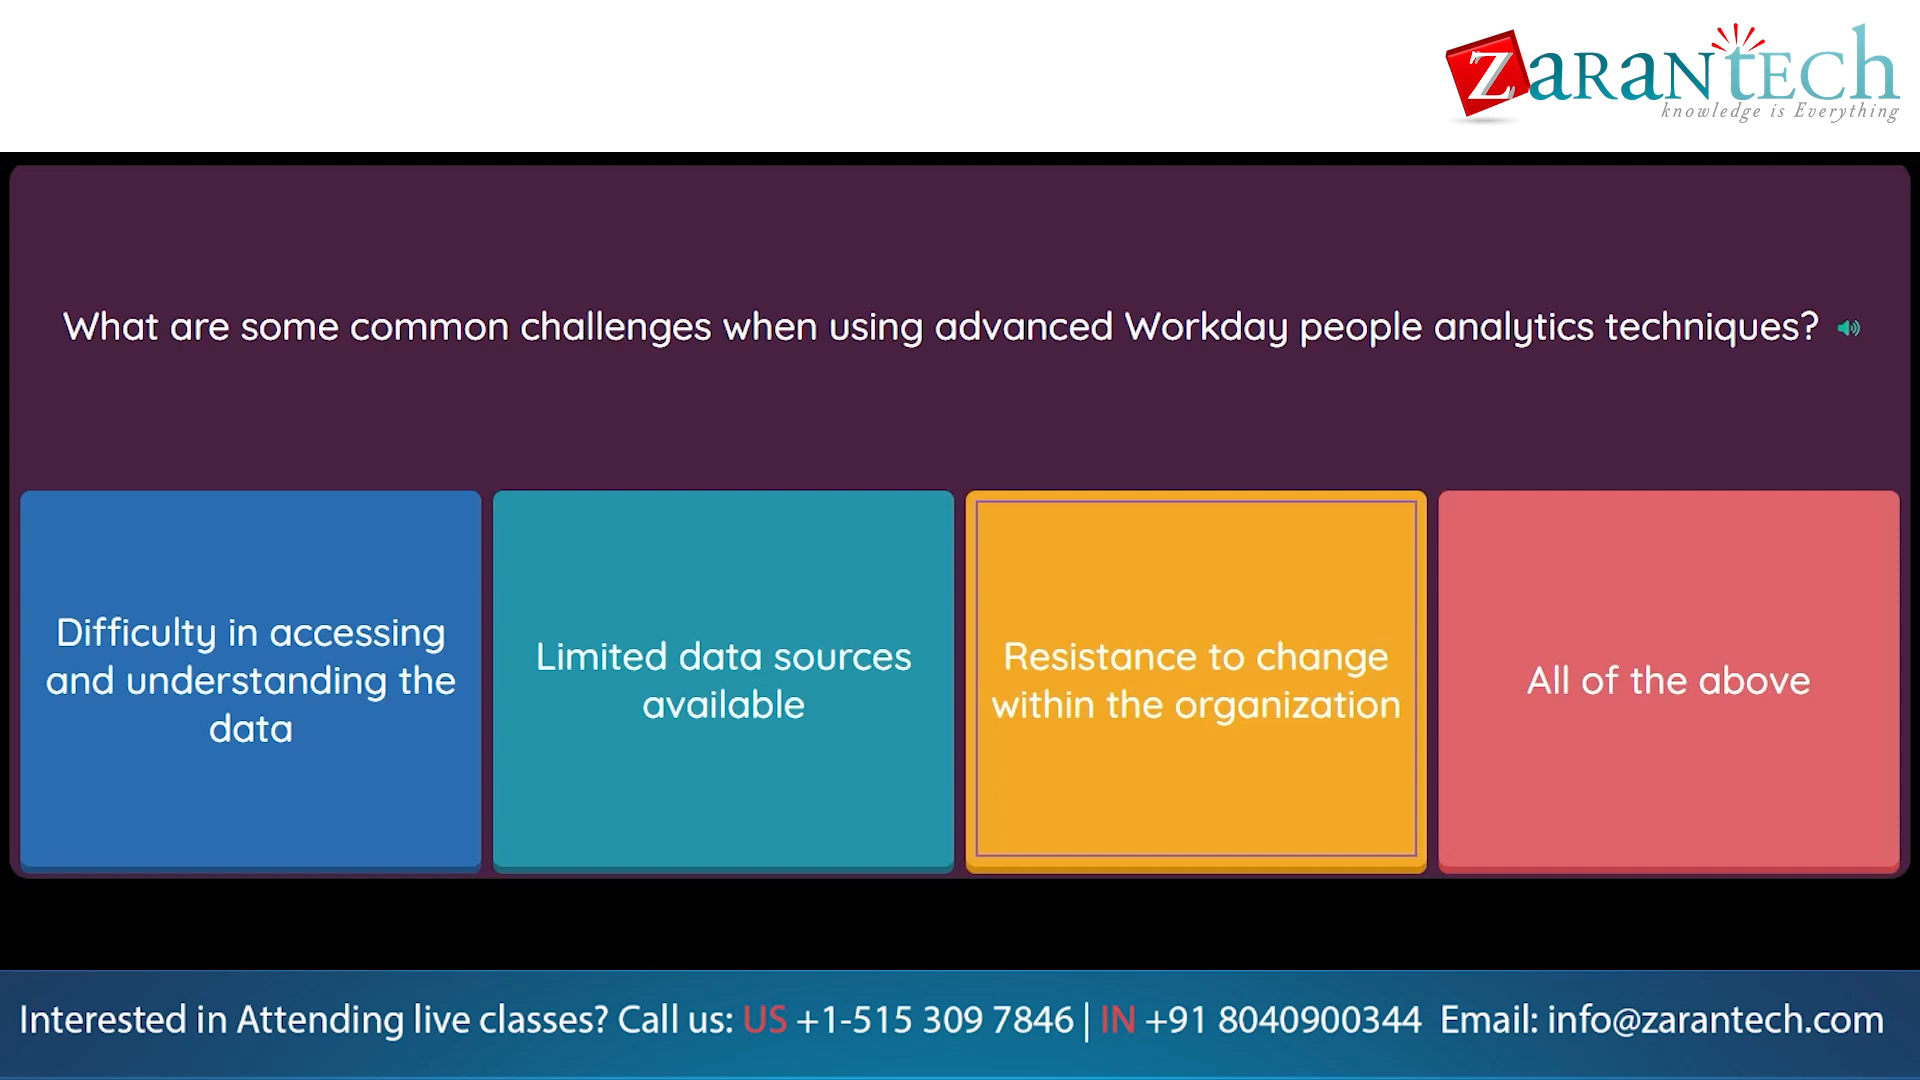 ZaranTech
knowledge is Everything
What are some common challenges when using advanced Workday people analytics techniques?
Difficulty in accessing
and understanding the
data
Limited data sources
available
Resistance to change
within the organization
All of the above
Interested in Attending live classes? Call us: US +1-515 309 7846 | IN +91 8040900344 Email: info@zarantech.com